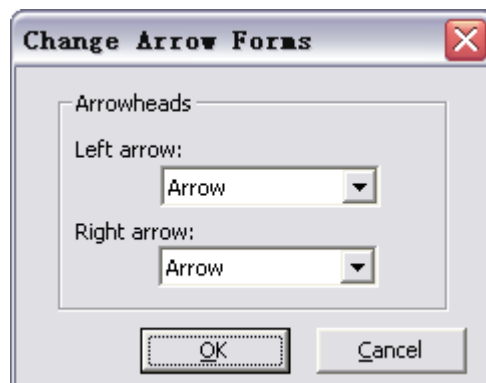 Change Arrow Forms
Arrowheads
Left arrow:
Arrow
Right arrow:
Arrow
OK Cancel